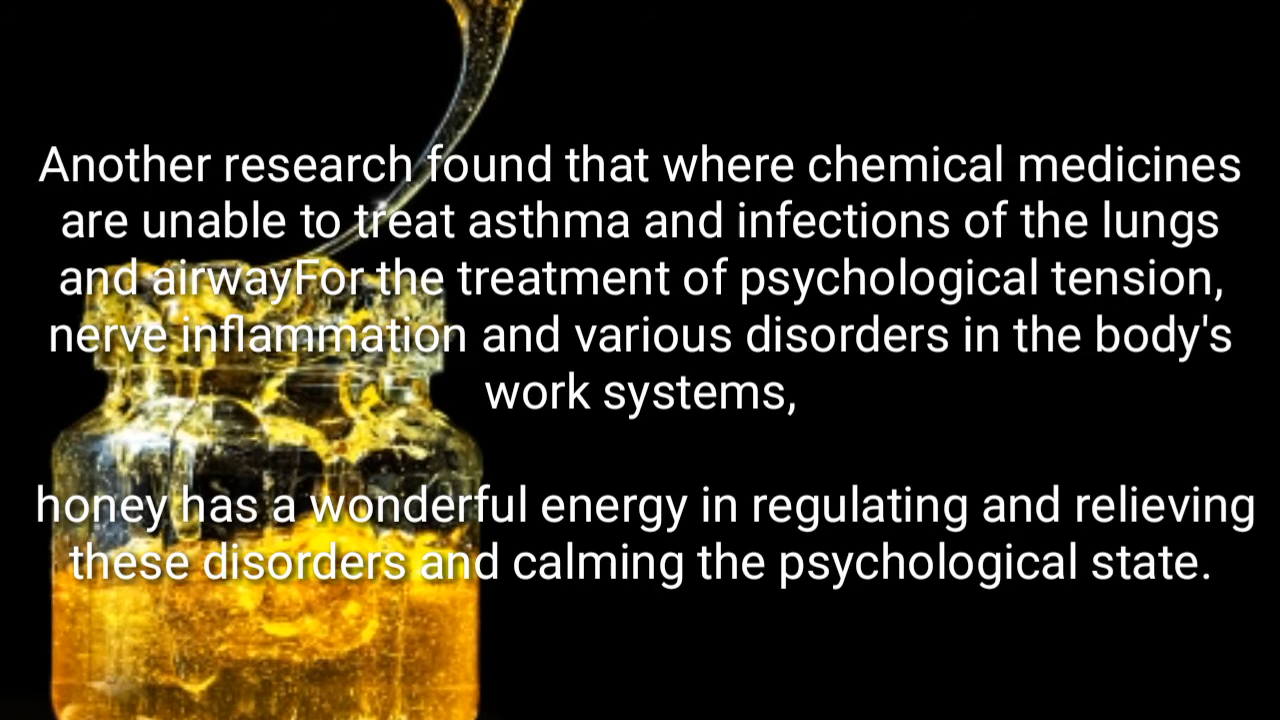 Another research found that where chemical medicines
are unable to treat asthma and infections of the lungs
and airwayFor the treatment of psychological tension,
nerve inflammation and various disorders in the body's
work systems,
honey has a wonderful energy in regulating and relieving
these disorders and calming the psychological state.